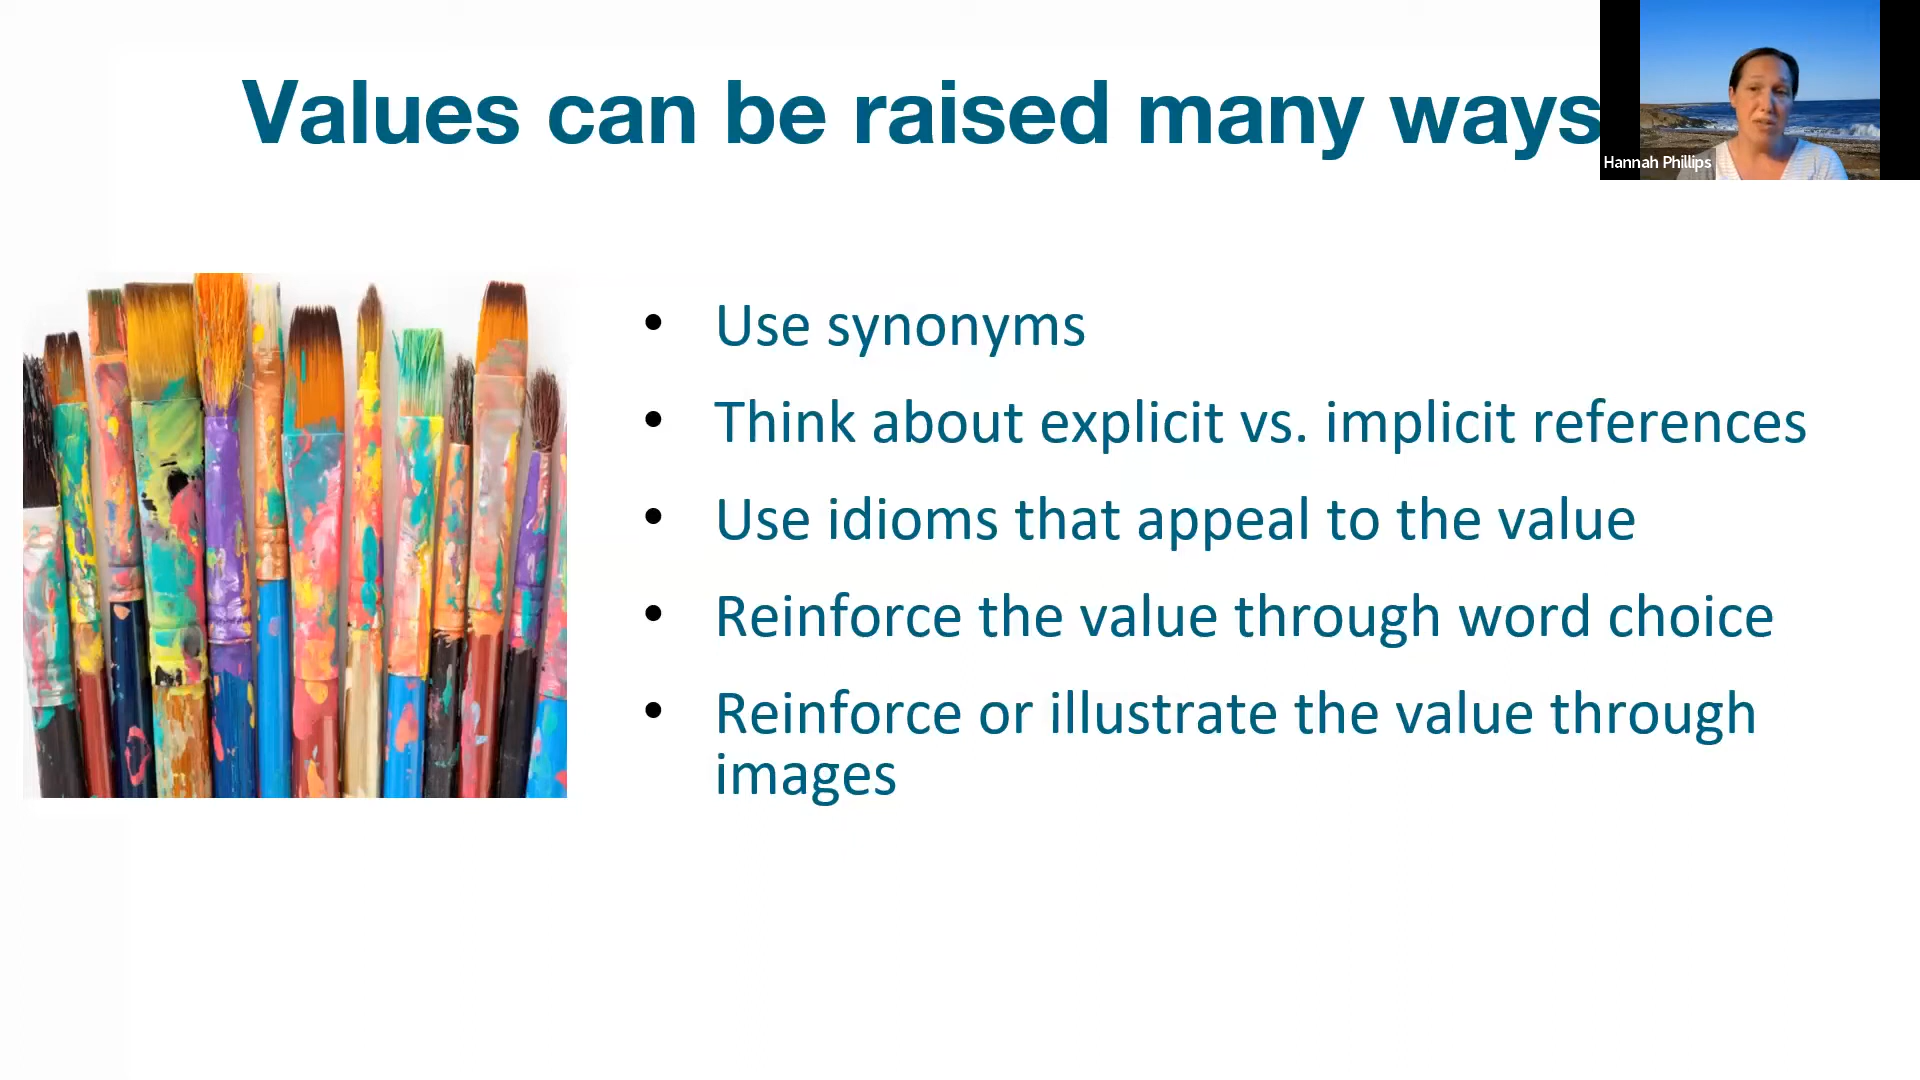 Values can be raised many ways
Hannah Phillips
• Use synonyms
• Think about explicit vs. implicit references
• Use idioms that appeal to the value
• Reinforce the value through word choice
• Reinforce or illustrate the value through
images